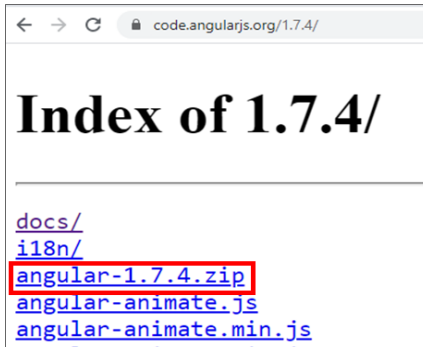 code.angularjs.org/1.7.4/
Index of 1.7.4/
docs/
i18n/
angular-1.7.4.zip
angular-animate.js
angular-animate.min.js